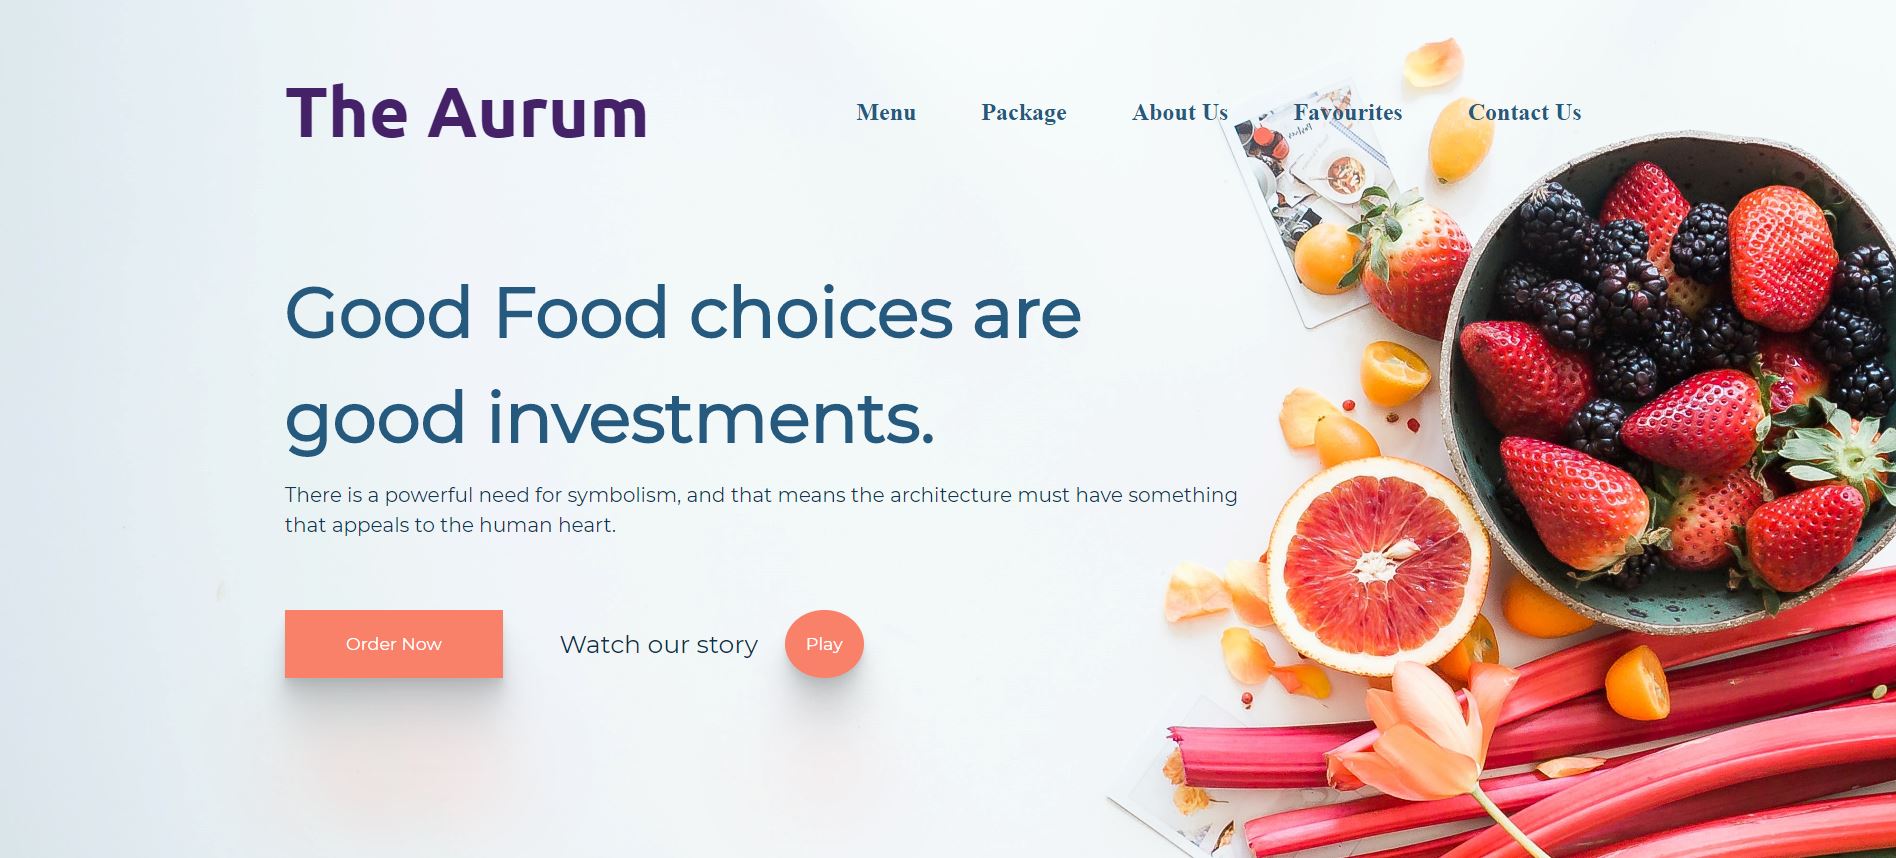 The Aurum
Menu Package About Us Favourites Contact Us
Good Food choices are
good investments.
There is a powerful need for symbolism, and that means the architecture must have something
that appeals to the human heart.
Order Now Watch our story Play